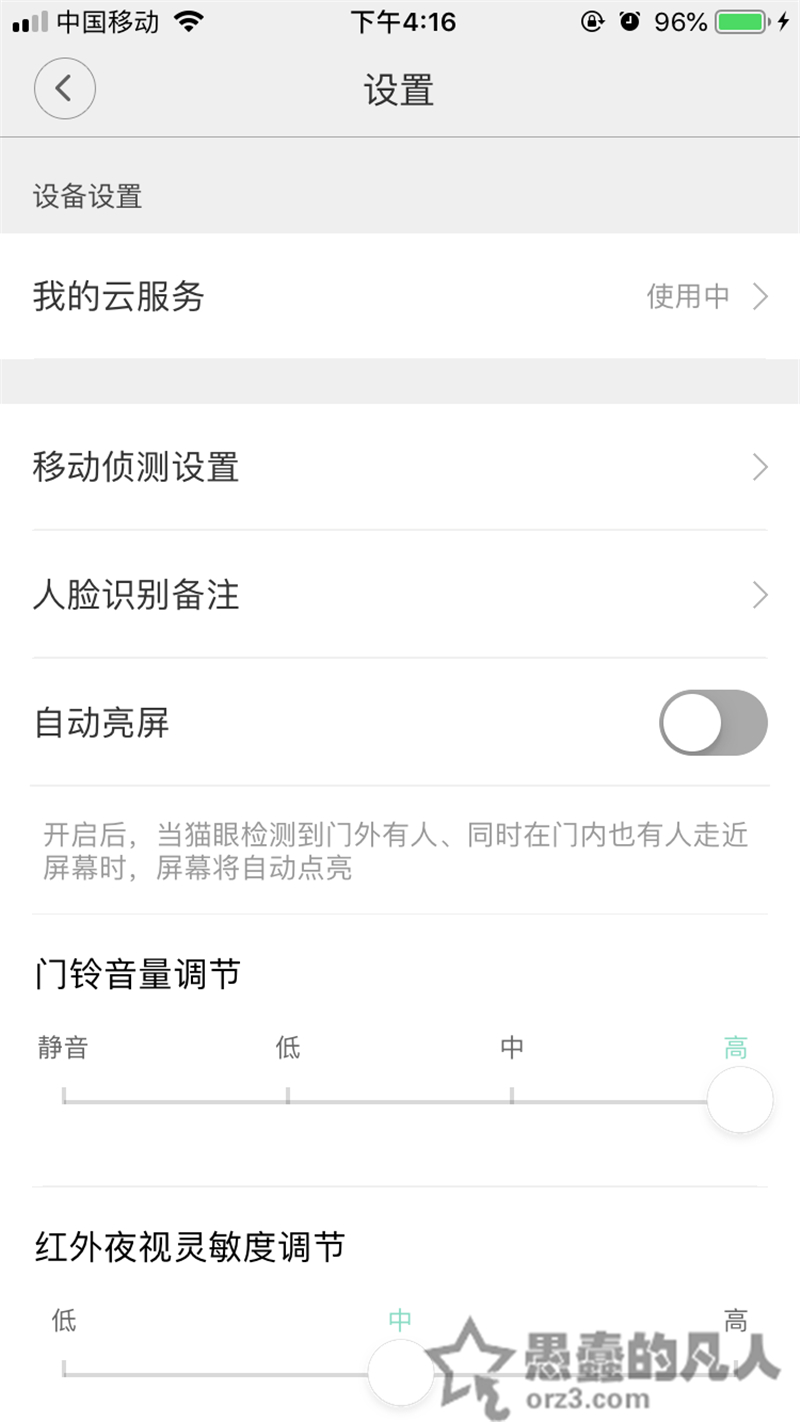 中国移动 下午4:16 96%
设置
设备设置
我的云服务 使用中
移动侦测设置
人脸识别备注
自动亮屏
开启后，当猫眼检测到门外有人、同时在门内也有人走近
屏幕时，屏幕将自动点亮
门铃音量调节
静音 低 中 高
红外夜视灵敏度调节
低 中 高
愚蠢的凡人
orz3.com